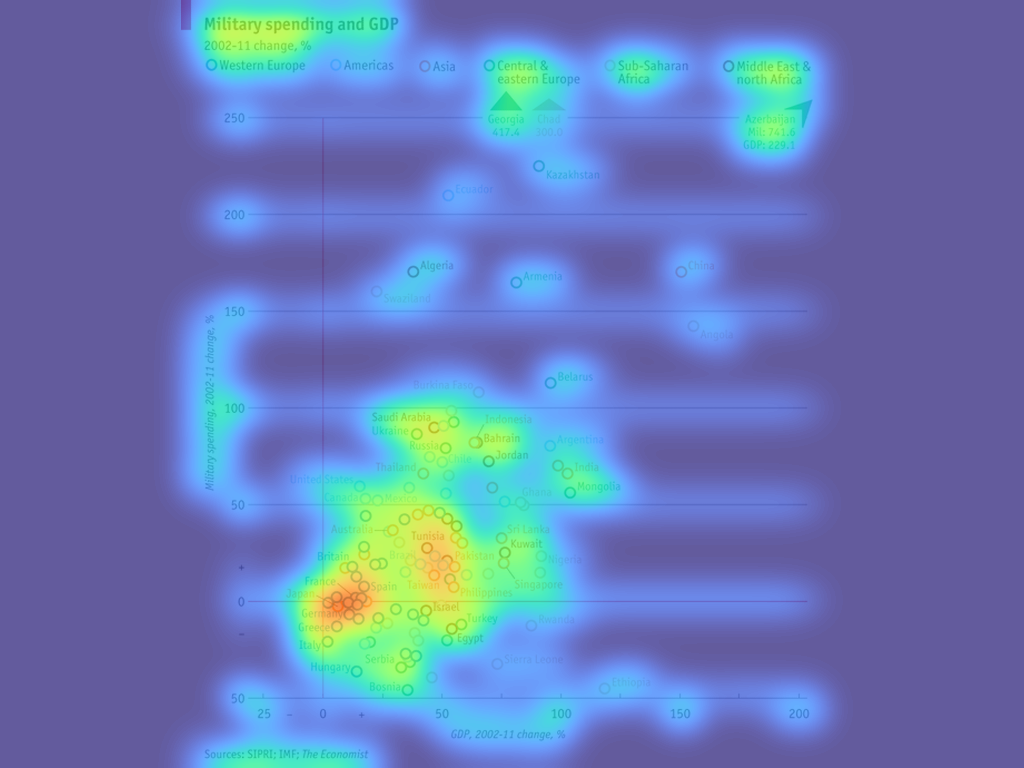 Military spending and GDP
2002-11 change, %
Western Europe
Americas
Asia
Central &
eastern Europe
Sub-Saharan
Africa
Middle East &
north Africa
Georgia
417.4
Chad
300.0
Azerbaijan
Mil: 741.6
GDP: 229.1
250
Kazakhstan
Ecuador
200
Algeria
Armenia
China
Swaziland
150
Angola
Military spending, 2002-11 change, %
Belarus
Burkina Faso
100
Saudi Arabia
Indonesia
Ukraine
Bahrain
Argentina
Russia
Chile
Jordan
Thailand
India
United States
Mongolia
Canada
Mexico
Ghana
50
Australia
Sri Lanka
Tunisia
Kuwait
Britain
Brazil
Pakistan
Nigeria
+
France
Spain
Taiwan
Singapore
Japan
Philippines
0
Germany
Israel
Greece
Turkey
Rwanda
–
Italy
Egypt
Serbia
Sierra Leone
Hungary
Bosnia
Ethiopia
50
25 – 0 + 50 100 150 200
GDP, 2002-11 change, %
Sources: SIPRI; IMF; The Economist